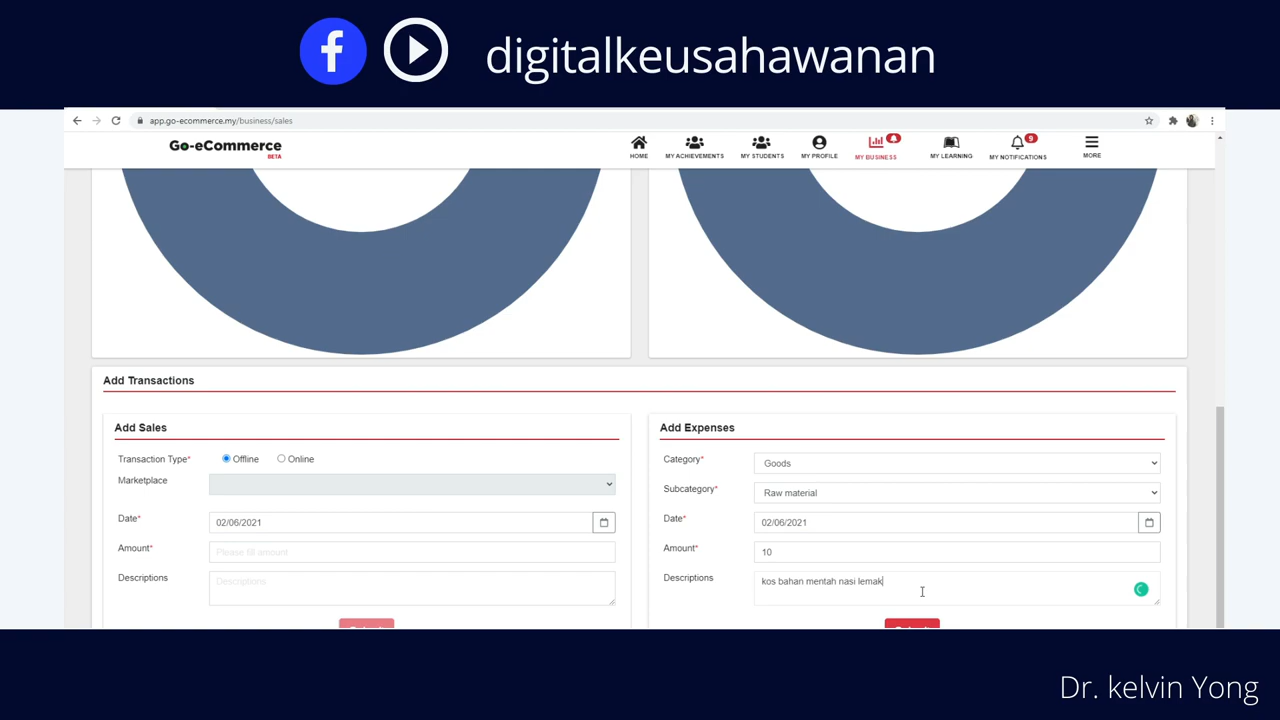 digitalkeusahawanan
app.go-ecommerce.my/business/sales
Go-eCommerce
BETA
HOME
MY ACHIEVEMENTS
MY STUDENTS
MY PROFILE
MY BUSINESS
MY LEARNING
9
MY NOTIFICATIONS
MORE
Add Transactions
Add Sales
Transaction Type* Offline Online
Marketplace
Date* 02/06/2021
Amount* Please fill amount
Descriptions Descriptions
Add Expenses
Category* Goods
Subcategory* Raw material
Date* 02/06/2021
Amount* 10
Descriptions kos bahan mentah nasi lemak
Dr. kelvin Yong